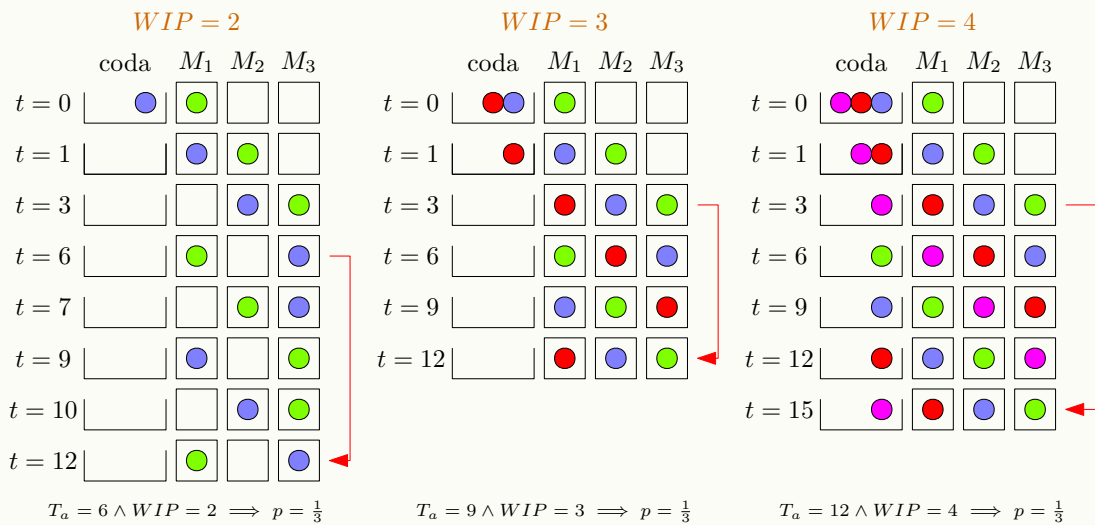 WIP = 2
coda M₁ M₂ M₃
t = 0
t = 1
t = 3
t = 6
t = 7
t = 9
t = 10
t = 12
Tₐ = 6 ∧ WIP = 2 ⟹ p = 1/3
WIP = 3
coda M₁ M₂ M₃
t = 0
t = 1
t = 3
t = 6
t = 9
t = 12
Tₐ = 9 ∧ WIP = 3 ⟹ p = 1/3
WIP = 4
coda M₁ M₂ M₃
t = 0
t = 1
t = 3
t = 6
t = 9
t = 12
t = 15
Tₐ = 12 ∧ WIP = 4 ⟹ p = 1/3